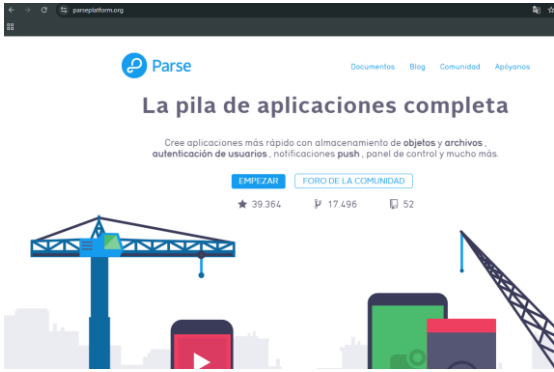 parseplatform.org
Parse
Documentos Blog Comunidad Apóyanos
La pila de aplicaciones completa
Cree aplicaciones más rápido con almacenamiento de objetos y archivos ,
autenticación de usuarios , notificaciones push , panel de control y mucho más.
EMPEZAR FORO DE LA COMUNIDAD
39.364 17.496 52